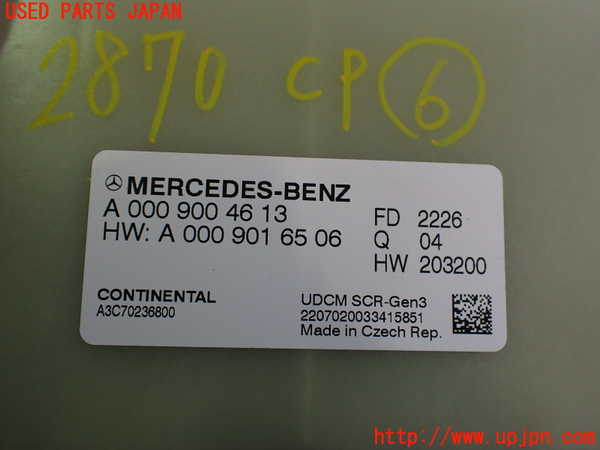 USED PARTS JAPAN
2870 CP 6
MERCEDES-BENZ
A 000 900 46 13
HW: A 000 901 65 06
FD 2226
Q 04
HW 203200
CONTINENTAL
A3C70236800
UDCM SCR-Gen3
2207020033415851
Made in Czech Rep.
UPJ
http://www.upjpn.com